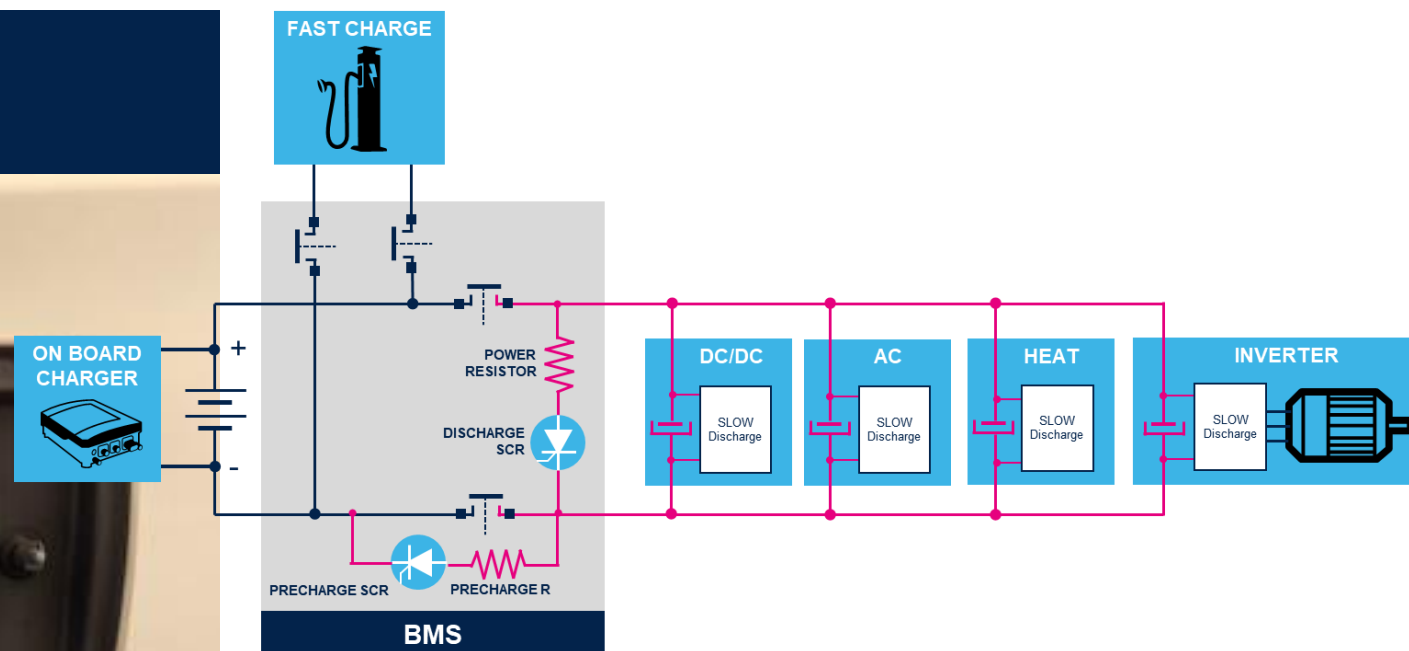 FAST CHARGE
ON BOARD
CHARGER
+
-
POWER
RESISTOR
DISCHARGE
SCR
PRECHARGE SCR
PRECHARGE R
BMS
DC/DC
SLOW
Discharge
AC
SLOW
Discharge
HEAT
SLOW
Discharge
INVERTER
SLOW
Discharge